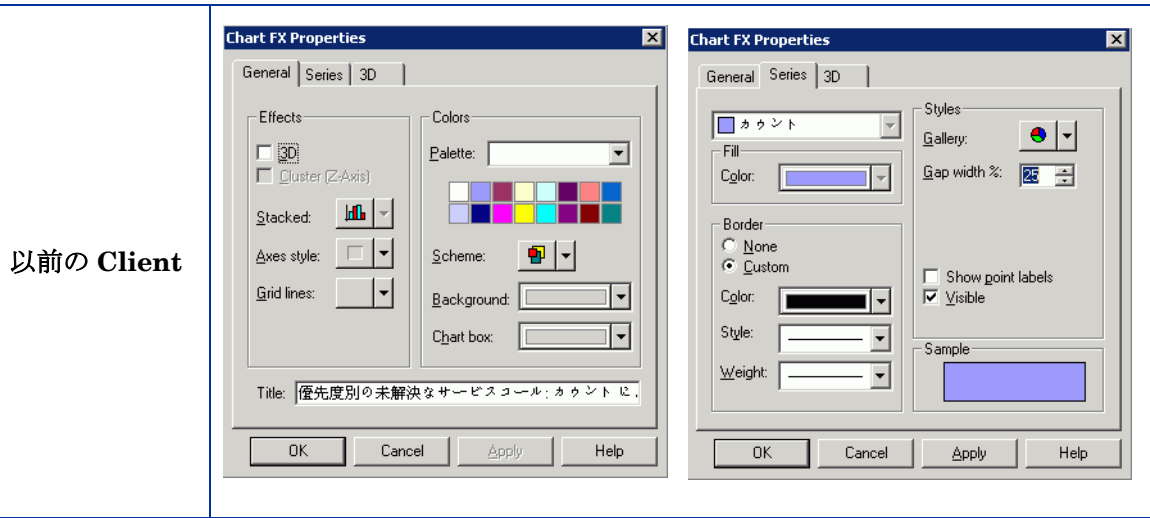 以前の Client
Chart FX Properties
General Series 3D
Effects
3D
Cluster (Z-Axis)
Stacked:
Axes style:
Grid lines:
Colors
Palette:
Scheme:
Background:
Chart box:
Title: 優先度別の未解決なサービスコール: カウント に.
OK Cancel Apply Help
Chart FX Properties
General Series 3D
カウント
Fill
Color:
Border
None
Custom
Color:
Style:
Weight:
Styles
Gallery:
Gap width %: 25
Show point labels
Visible
Sample
OK Cancel Apply Help